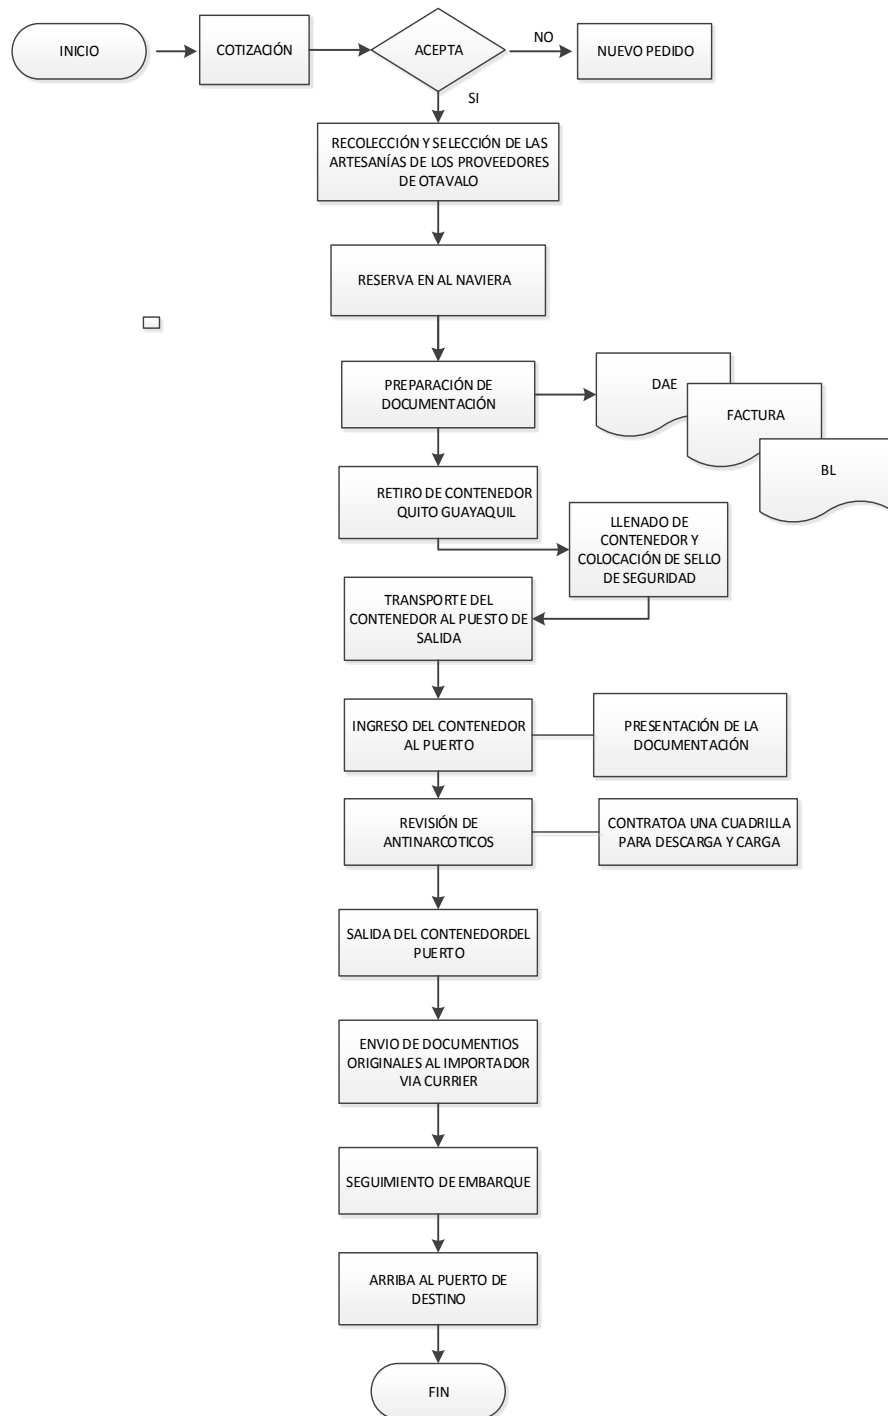 INICIO
COTIZACIÓN
ACEPTA
NO
NUEVO PEDIDO
SI
RECOLECCIÓN Y SELECCIÓN DE LAS
ARTESANÍAS DE LOS PROVEEDORES
DE OTAVALO
RESERVA EN AL NAVIERA
PREPARACIÓN DE
DOCUMENTACIÓN
DAE
FACTURA
BL
RETIRO DE CONTENEDOR
QUITO GUAYAQUIL
LLENADO DE
CONTENEDOR Y
COLOCACIÓN DE SELLO
DE SEGURIDAD
TRANSPORTE DEL
CONTENEDOR AL PUESTO DE
SALIDA
INGRESO DEL CONTENEDOR
AL PUERTO
PRESENTACIÓN DE LA
DOCUMENTACIÓN
REVISIÓN DE
ANTINARCOTICOS
CONTRATOA UNA CUADRILLA
PARA DESCARGA Y CARGA
SALIDA DEL CONTENEDORDEL
PUERTO
ENVIO DE DOCUMENTIOS
ORIGINALES AL IMPORTADOR
VIA CURRIER
SEGUIMIENTO DE EMBARQUE
ARRIBA AL PUERTO DE
DESTINO
FIN